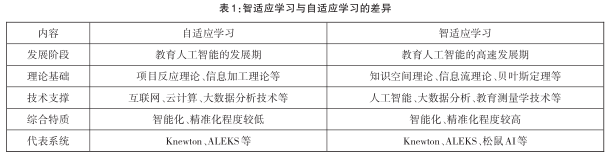 表1：智适应学习与自适应学习的差异
内容 自适应学习 智适应学习
发展阶段 教育人工智能的发展期 教育人工智能的高速发展期
理论基础 项目反应理论、信息加工理论等 知识空间理论、信息流理论、贝叶斯定理等
技术支撑 互联网、云计算、大数据分析技术等 人工智能、大数据分析、教育测量学技术等
综合特质 智能化、精准化程度较低 智能化、精准化程度较高
代表系统 Knewton、ALEKS 等 Knewton、ALEKS、松鼠 AI 等